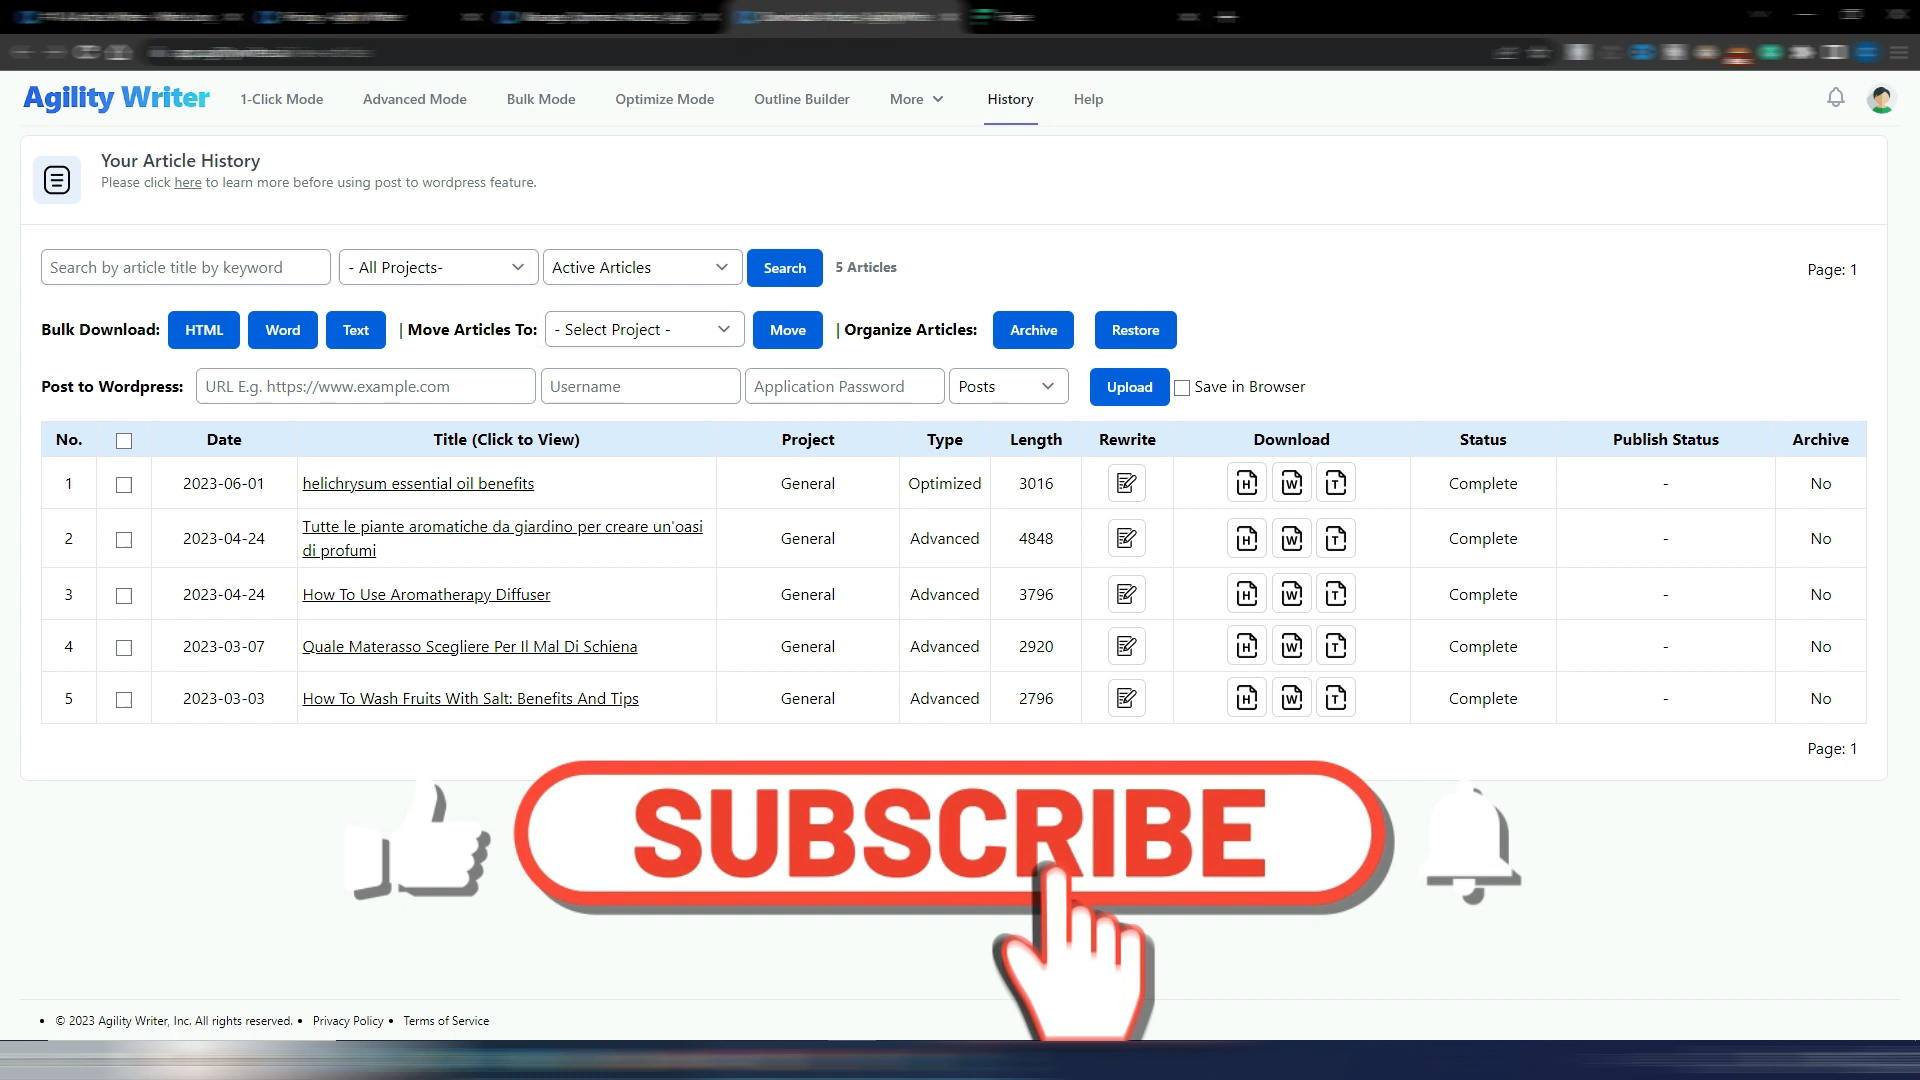 Agility Writer 1-Click Mode Advanced Mode Bulk Mode Optimize Mode Outline Builder More History Help
Your Article History
Please click here to learn more before using post to wordpress feature.
Search by article title by keyword - All Projects- Active Articles Search 5 Articles Page: 1
Bulk Download: HTML Word Text | Move Articles To: - Select Project - Move | Organize Articles: Archive Restore
Post to Wordpress: URL E.g. https://www.example.com Username Application Password Posts Upload Save in Browser
No. Date Title (Click to View) Project Type Length Rewrite Download Status Publish Status Archive
1 2023-06-01 helichrysum essential oil benefits General Optimized 3016 H W T Complete - No
2 2023-04-24 Tutte le piante aromatiche da giardino per creare un'oasi di profumi General Advanced 4848 H W T Complete - No
3 2023-04-24 How To Use Aromatherapy Diffuser General Advanced 3796 H W T Complete - No
4 2023-03-07 Quale Materasso Scegliere Per Il Mal Di Schiena General Advanced 2920 H W T Complete - No
5 2023-03-03 How To Wash Fruits With Salt: Benefits And Tips General Advanced 2796 H W T Complete - No
Page: 1
SUBSCRIBE
• © 2023 Agility Writer, Inc. All rights reserved. • Privacy Policy • Terms of Service